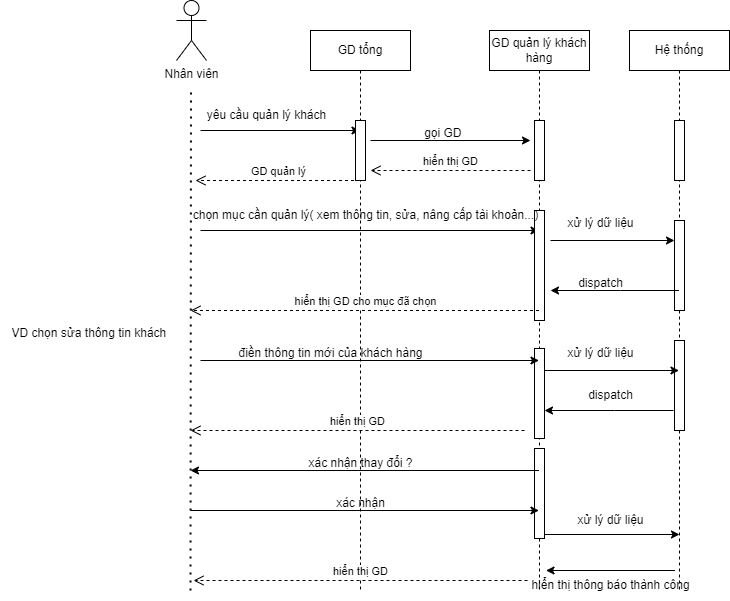 GD tổng
GD quản lý khách
hàng
Hệ thống
Nhân viên
yêu cầu quản lý khách
gọi GD
hiển thị GD
GD quản lý
chọn mục cần quản lý( xem thông tin, sửa, nâng cấp tài khoản...)
xử lý dữ liệu
dispatch
hiển thị GD cho mục đã chọn
VD chọn sửa thông tin khách
điền thông tin mới của khách hàng
xử lý dữ liệu
dispatch
hiển thị GD
xác nhận thay đổi ?
xác nhận
xử lý dữ liệu
hiển thị GD
hiển thị thông báo thành công